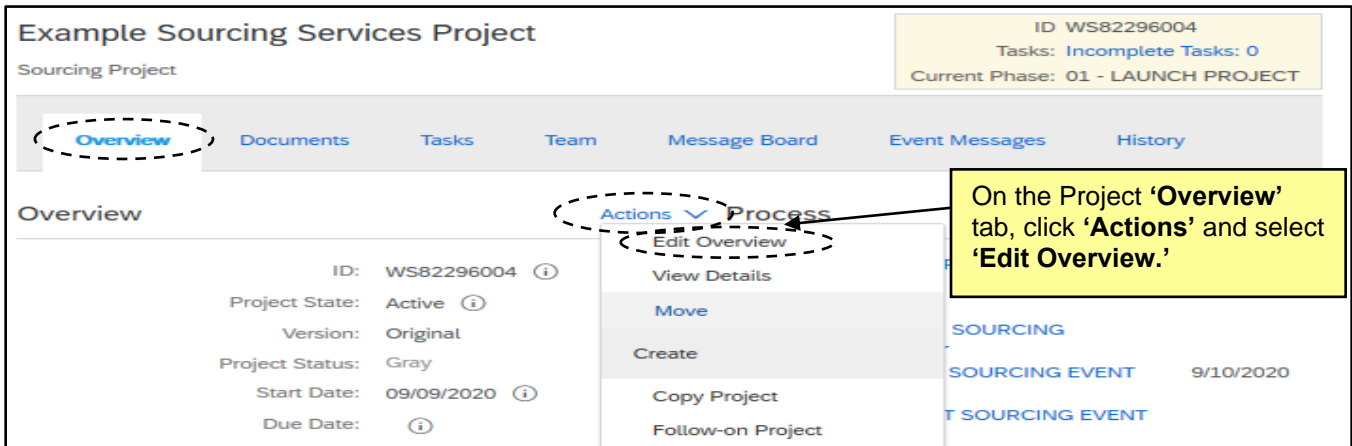 Example Sourcing Services Project
Sourcing Project
ID WS82296004
Tasks: Incomplete Tasks: 0
Current Phase: 01 - LAUNCH PROJECT
Overview Documents Tasks Team Message Board Event Messages History
On the Project ‘Overview’
tab, click ‘Actions’ and select
‘Edit Overview.’
Overview Actions Process
ID: WS82296004
Project State: Active
Version: Original
Project Status: Gray
Start Date: 09/09/2020
Due Date:
Edit Overview
View Details
Move
Create
Copy Project
Follow-on Project
SOURCING
SOURCING EVENT 9/10/2020
T SOURCING EVENT